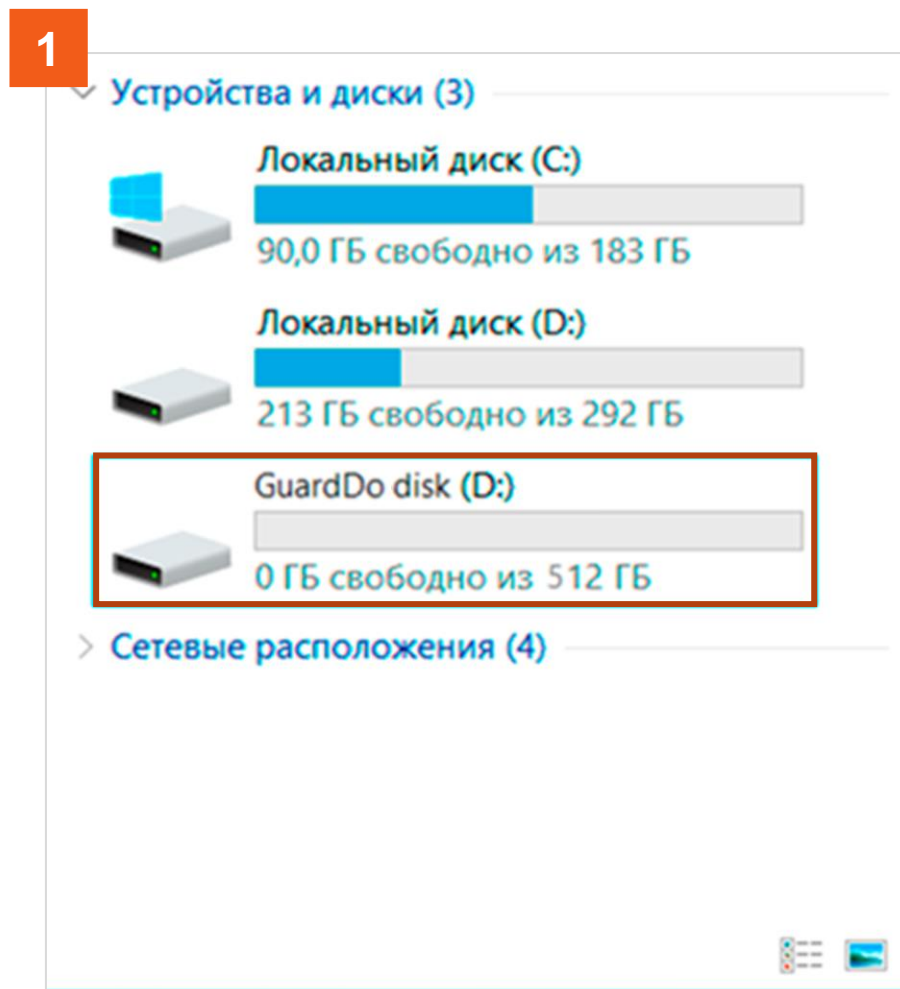 1
Устройства и диски (3)
Локальный диск (C:)
90,0 ГБ свободно из 183 ГБ
Локальный диск (D:)
213 ГБ свободно из 292 ГБ
GuardDo disk (D:)
0 ГБ свободно из 512 ГБ
Сетевые расположения (4)